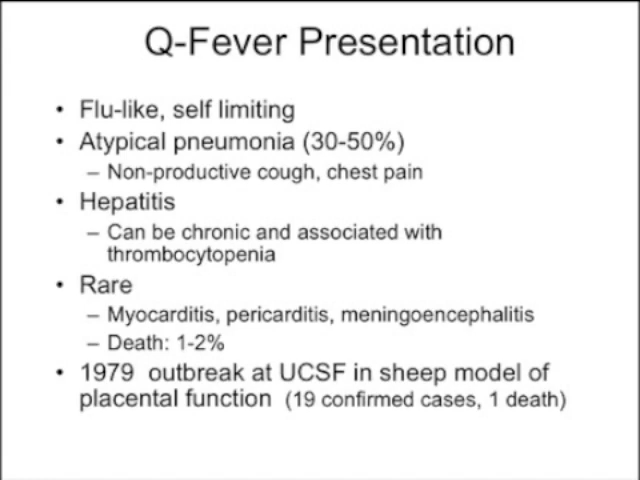 Q-Fever Presentation
• Flu-like, self limiting
• Atypical pneumonia (30-50%)
– Non-productive cough, chest pain
• Hepatitis
– Can be chronic and associated with
thrombocytopenia
• Rare
– Myocarditis, pericarditis, meningoencephalitis
– Death: 1-2%
• 1979 outbreak at UCSF in sheep model of
placental function (19 confirmed cases, 1 death)